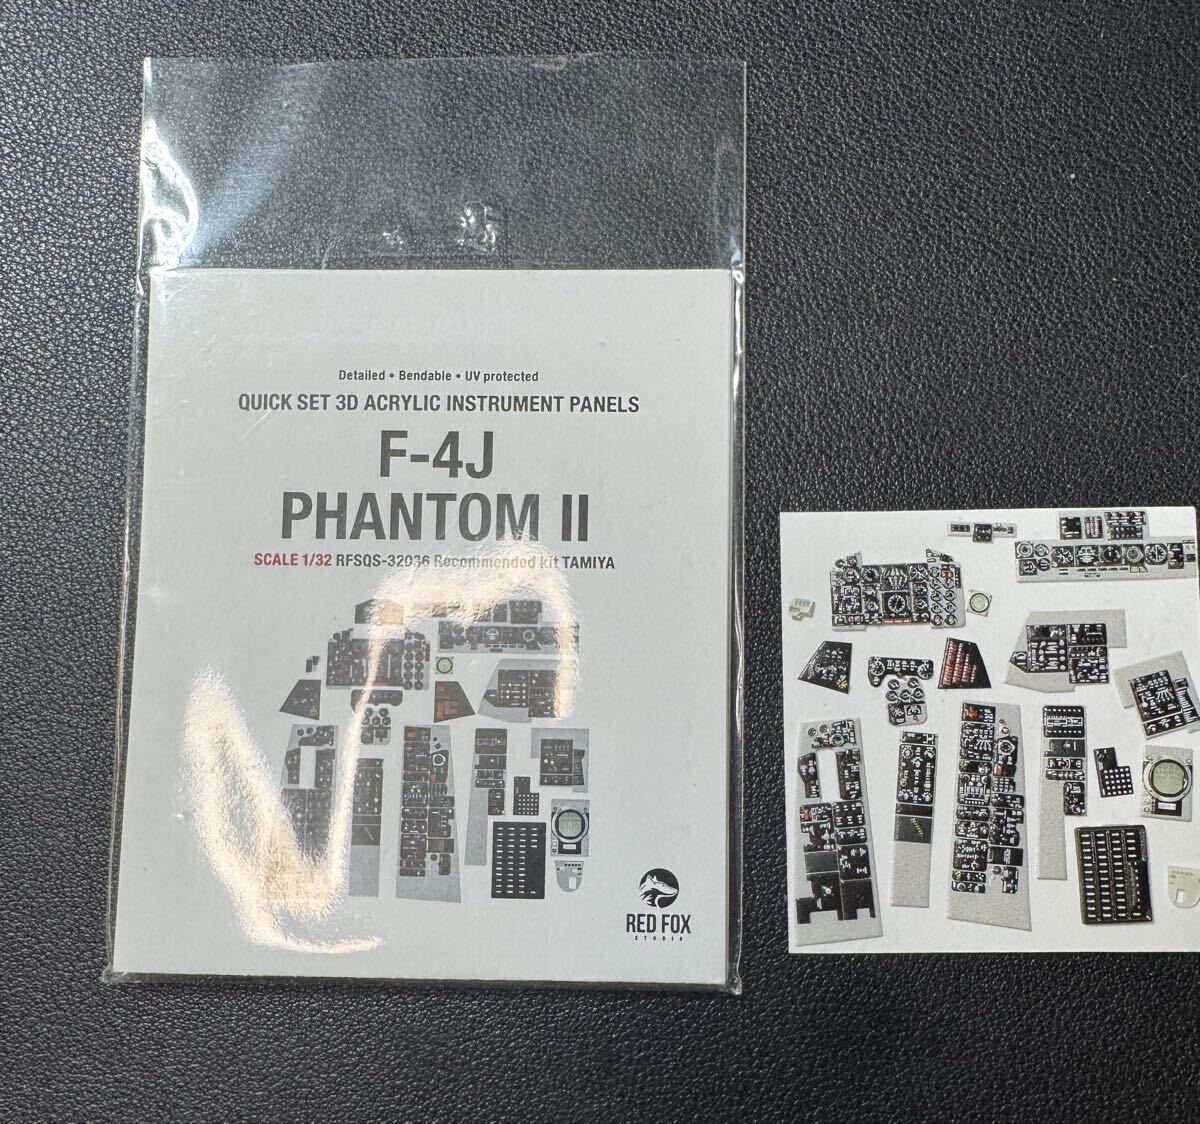 Detailed • Bendable • UV protected
QUICK SET 3D ACRYLIC INSTRUMENT PANELS
F-4J
PHANTOM II
SCALE 1/32 RFSQS-32036 Recommended kit TAMIYA
RED FOX
STUDIO